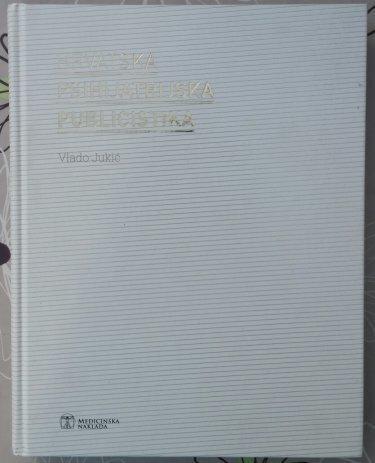 HRVATSKA
PSIHIJATRIJSKA
PUBLICISTIKA
Vlado Jukić
MEDICINSKA
NAKLADA